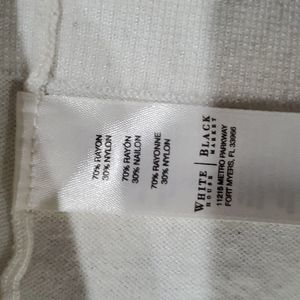 70% RAYON
30% NYLON
70% RAYÓN
30% NAILON
70% RAYONNE
30% NYLON
WHITE | BLACK
HOUSE | MARKET
11215 METRO PARKWAY
FORT MYERS, FL 33966